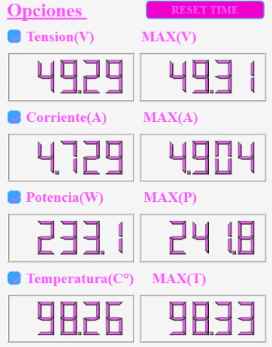 Opciones RESET TIME
Tension(V) MAX(V)
49.29 49.31
Corriente(A) MAX(A)
4.729 4.904
Potencia(W) MAX(P)
233.1 241.8
Temperatura(C°) MAX(T)
98.26 98.33